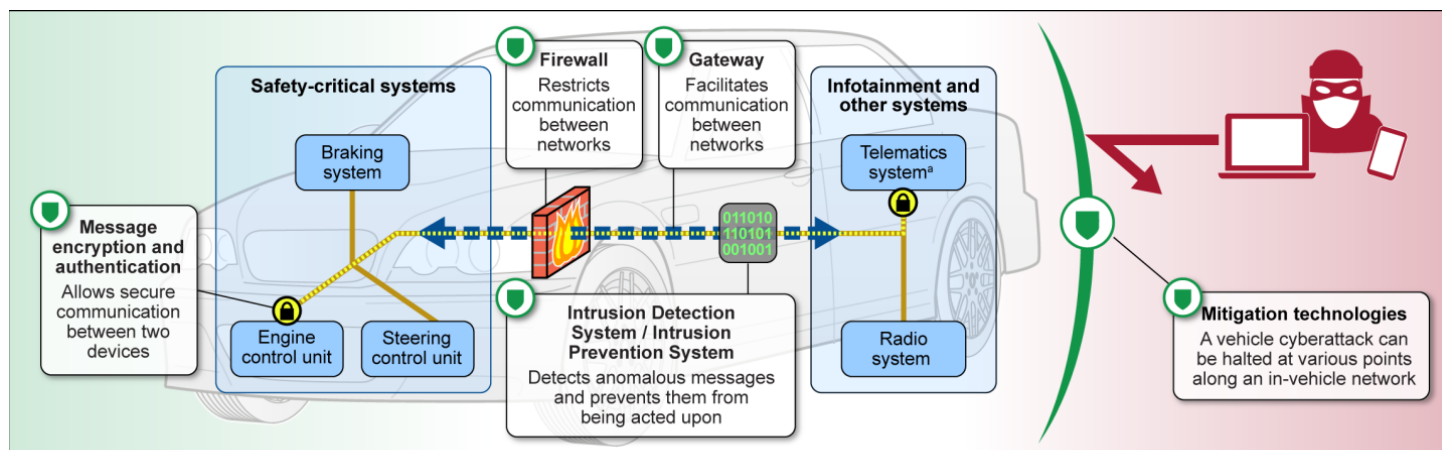 Safety-critical systems
Braking
system
Message
encryption and
authentication
Allows secure
communication
between two
devices
Engine
control unit
Steering
control unit
Firewall
Restricts
communication
between
networks
Gateway
Facilitates
communication
between
networks
011010
110101
001001
Intrusion Detection
System / Intrusion
Prevention System
Detects anomalous messages
and prevents them from
being acted upon
Infotainment and
other systems
Telematics
systemᵃ
Radio
system
Mitigation technologies
A vehicle cyberattack can
be halted at various points
along an in-vehicle network